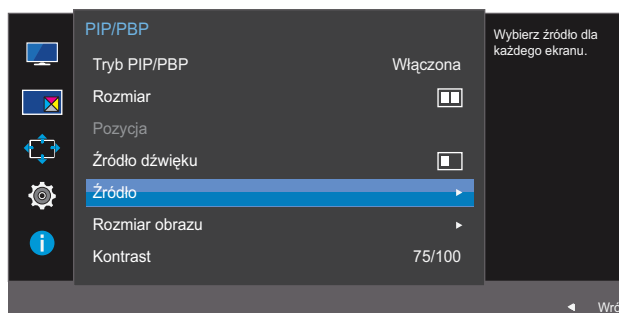 PIP/PBP
Tryb PIP/PBP Włączona
Rozmiar
Pozycja
Źródło dźwięku
Źródło
Rozmiar obrazu
Kontrast 75/100
Wybierz źródło dla
każdego ekranu.
Wró